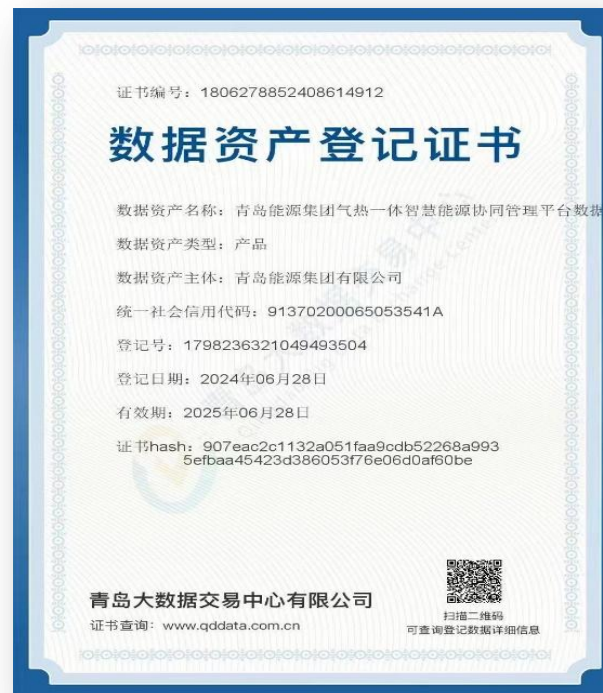 证书编号：1806278852408614912
数据资产登记证书
数据资产名称：青岛能源集团气热一体智慧能源协同管理平台数据
数据资产类型：产品
数据资产主体：青岛能源集团有限公司
统一社会信用代码：91370200065053541A
登记号：1798236321049493504
登记日期：2024年06月28日
有效期：2025年06月28日
证书hash：907eac2c1132a051faa9cdb52268a993
5efbaa45423d386053f76e06d0af60be
青岛大数据交易中心有限公司
证书查询：www.qddata.com.cn
扫描二维码
可查询登记数据详细信息